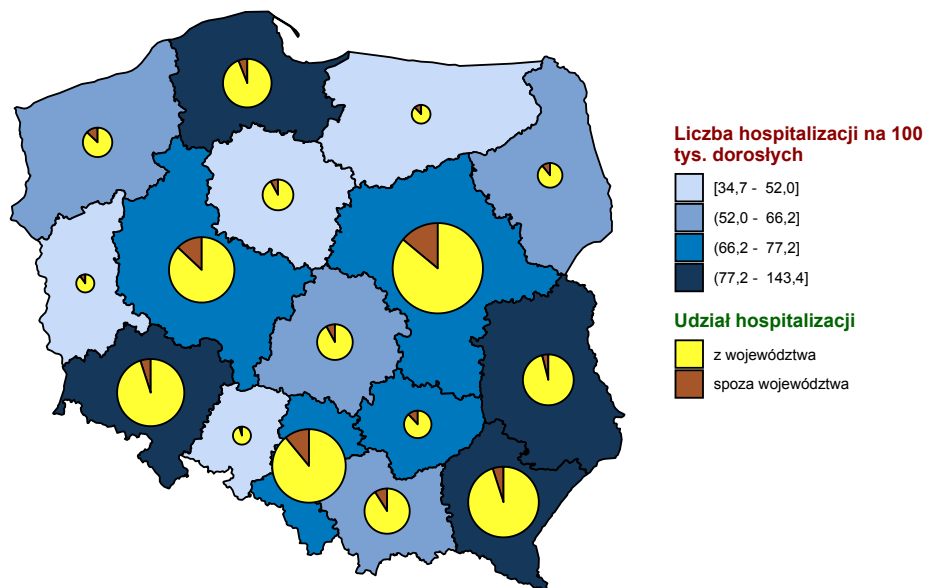 Liczba hospitalizacji na 100
tys. dorosłych
[34,7 - 52,0]
(52,0 - 66,2]
(66,2 - 77,2]
(77,2 - 143,4]
Udział hospitalizacji
z województwa
spoza województwa